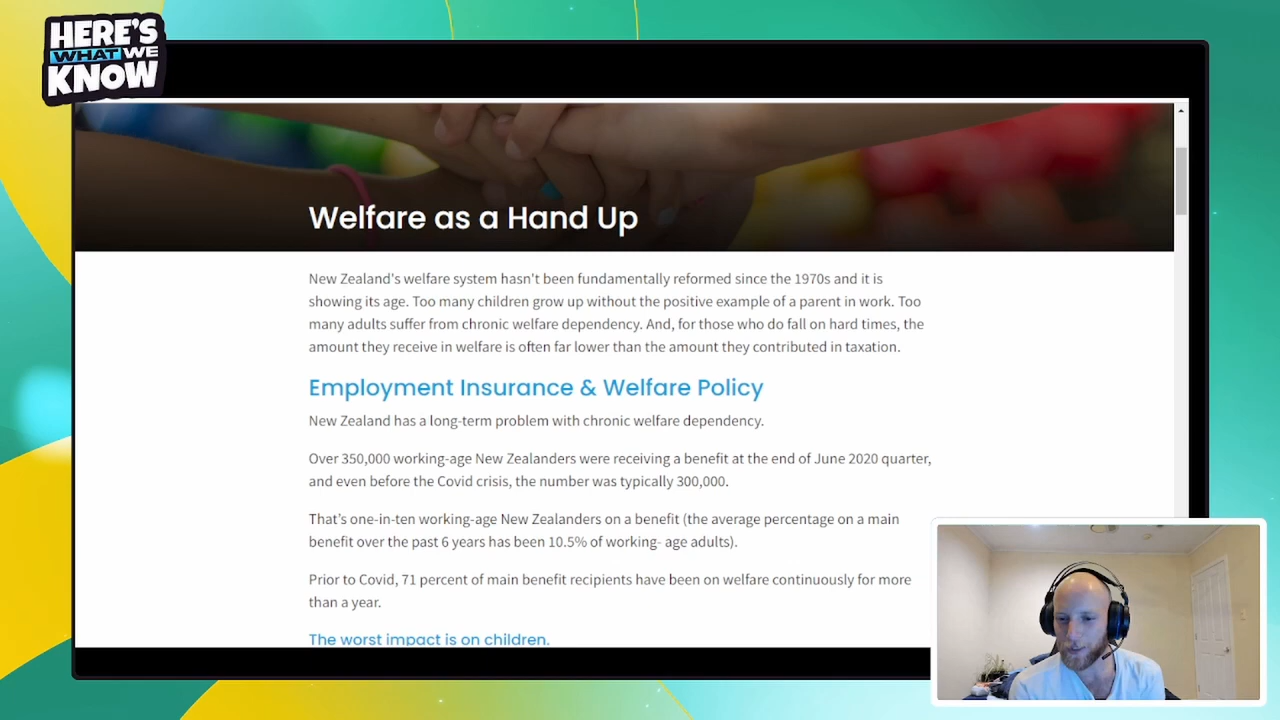 HERE'S
WHAT WE
KNOW
Welfare as a Hand Up
New Zealand's welfare system hasn't been fundamentally reformed since the 1970s and it is
showing its age. Too many children grow up without the positive example of a parent in work. Too
many adults suffer from chronic welfare dependency. And, for those who do fall on hard times, the
amount they receive in welfare is often far lower than the amount they contributed in taxation.
Employment Insurance & Welfare Policy
New Zealand has a long-term problem with chronic welfare dependency.
Over 350,000 working-age New Zealanders were receiving a benefit at the end of June 2020 quarter,
and even before the Covid crisis, the number was typically 300,000.
That's one-in-ten working-age New Zealanders on a benefit (the average percentage on a main
benefit over the past 6 years has been 10.5% of working- age adults).
Prior to Covid, 71 percent of main benefit recipients have been on welfare continuously for more
than a year.
The worst impact is on children.